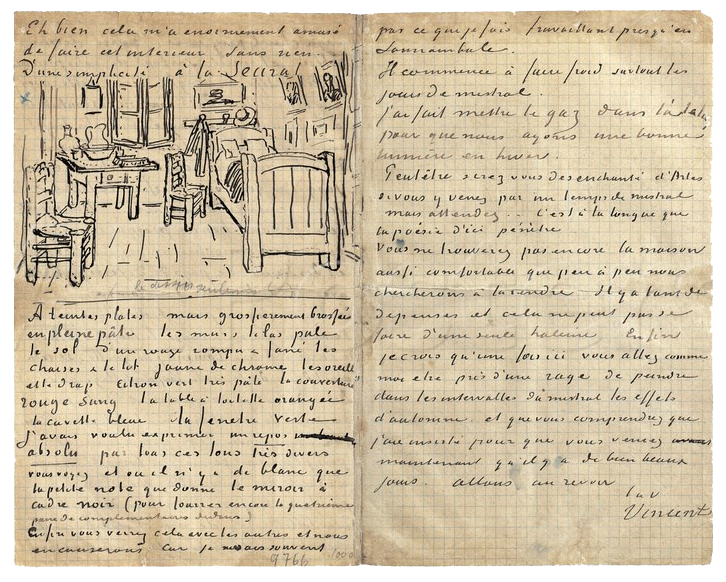 Eh bien cela m'a enormement amusé
de faire cet interieur sans rien
D'une simplicité à la Seurat
À teintes plates mais grossierement brossées
en pleine pâte les murs lilas pale
le sol d'un rouge rompu & fané les
chaises & le lit jaune de chrome les oreillers
et le drap citron vert très pâle la couverture
rouge sang la table à toilette orangée
la cuvette bleue la fenetre verte
J'avais voulu exprimer un repos
absolu par tous ces tons très divers
vous voyez et où il n'y a de blanc que
la petite note que donne le miroir à
cadre noir (pour fourrer encore la quatrième
paire de complementaires dedans)
Enfin vous verrez cela avec les autres et nous
en causerons car je ne sais souvent
9766
pas ce que je fais travaillant presqu'en
somnambule.
Il commence à faire froid surtout les
jours de mistral.
J'ai fait mettre le gaz dans
pour que nous ayons une bonne
lumière en hiver.
Peutêtre serez vous desenchanté d'Arles
si vous y venez par un temps de mistral
mais attendez .. C'est à la longue que
la poésie d'ici pénètre
Vous ne trouverez pas encore la maison
aussi comfortable que peu à peu nous
chercherons à la rendre Il y a tant de
depenses et cela ne peut pas se
faire d'une seule haleine Enfin
je crois qu'une fois ici vous allez comme
moi etre pris d'une rage de peindre
dans les intervalles du mistral les effets
d'automne et que vous comprendrez que
j'aie insisté pour que vous veniez
maintenant qu'il y a de bien beaux
jours. allons au revoir
t. à v
Vincent